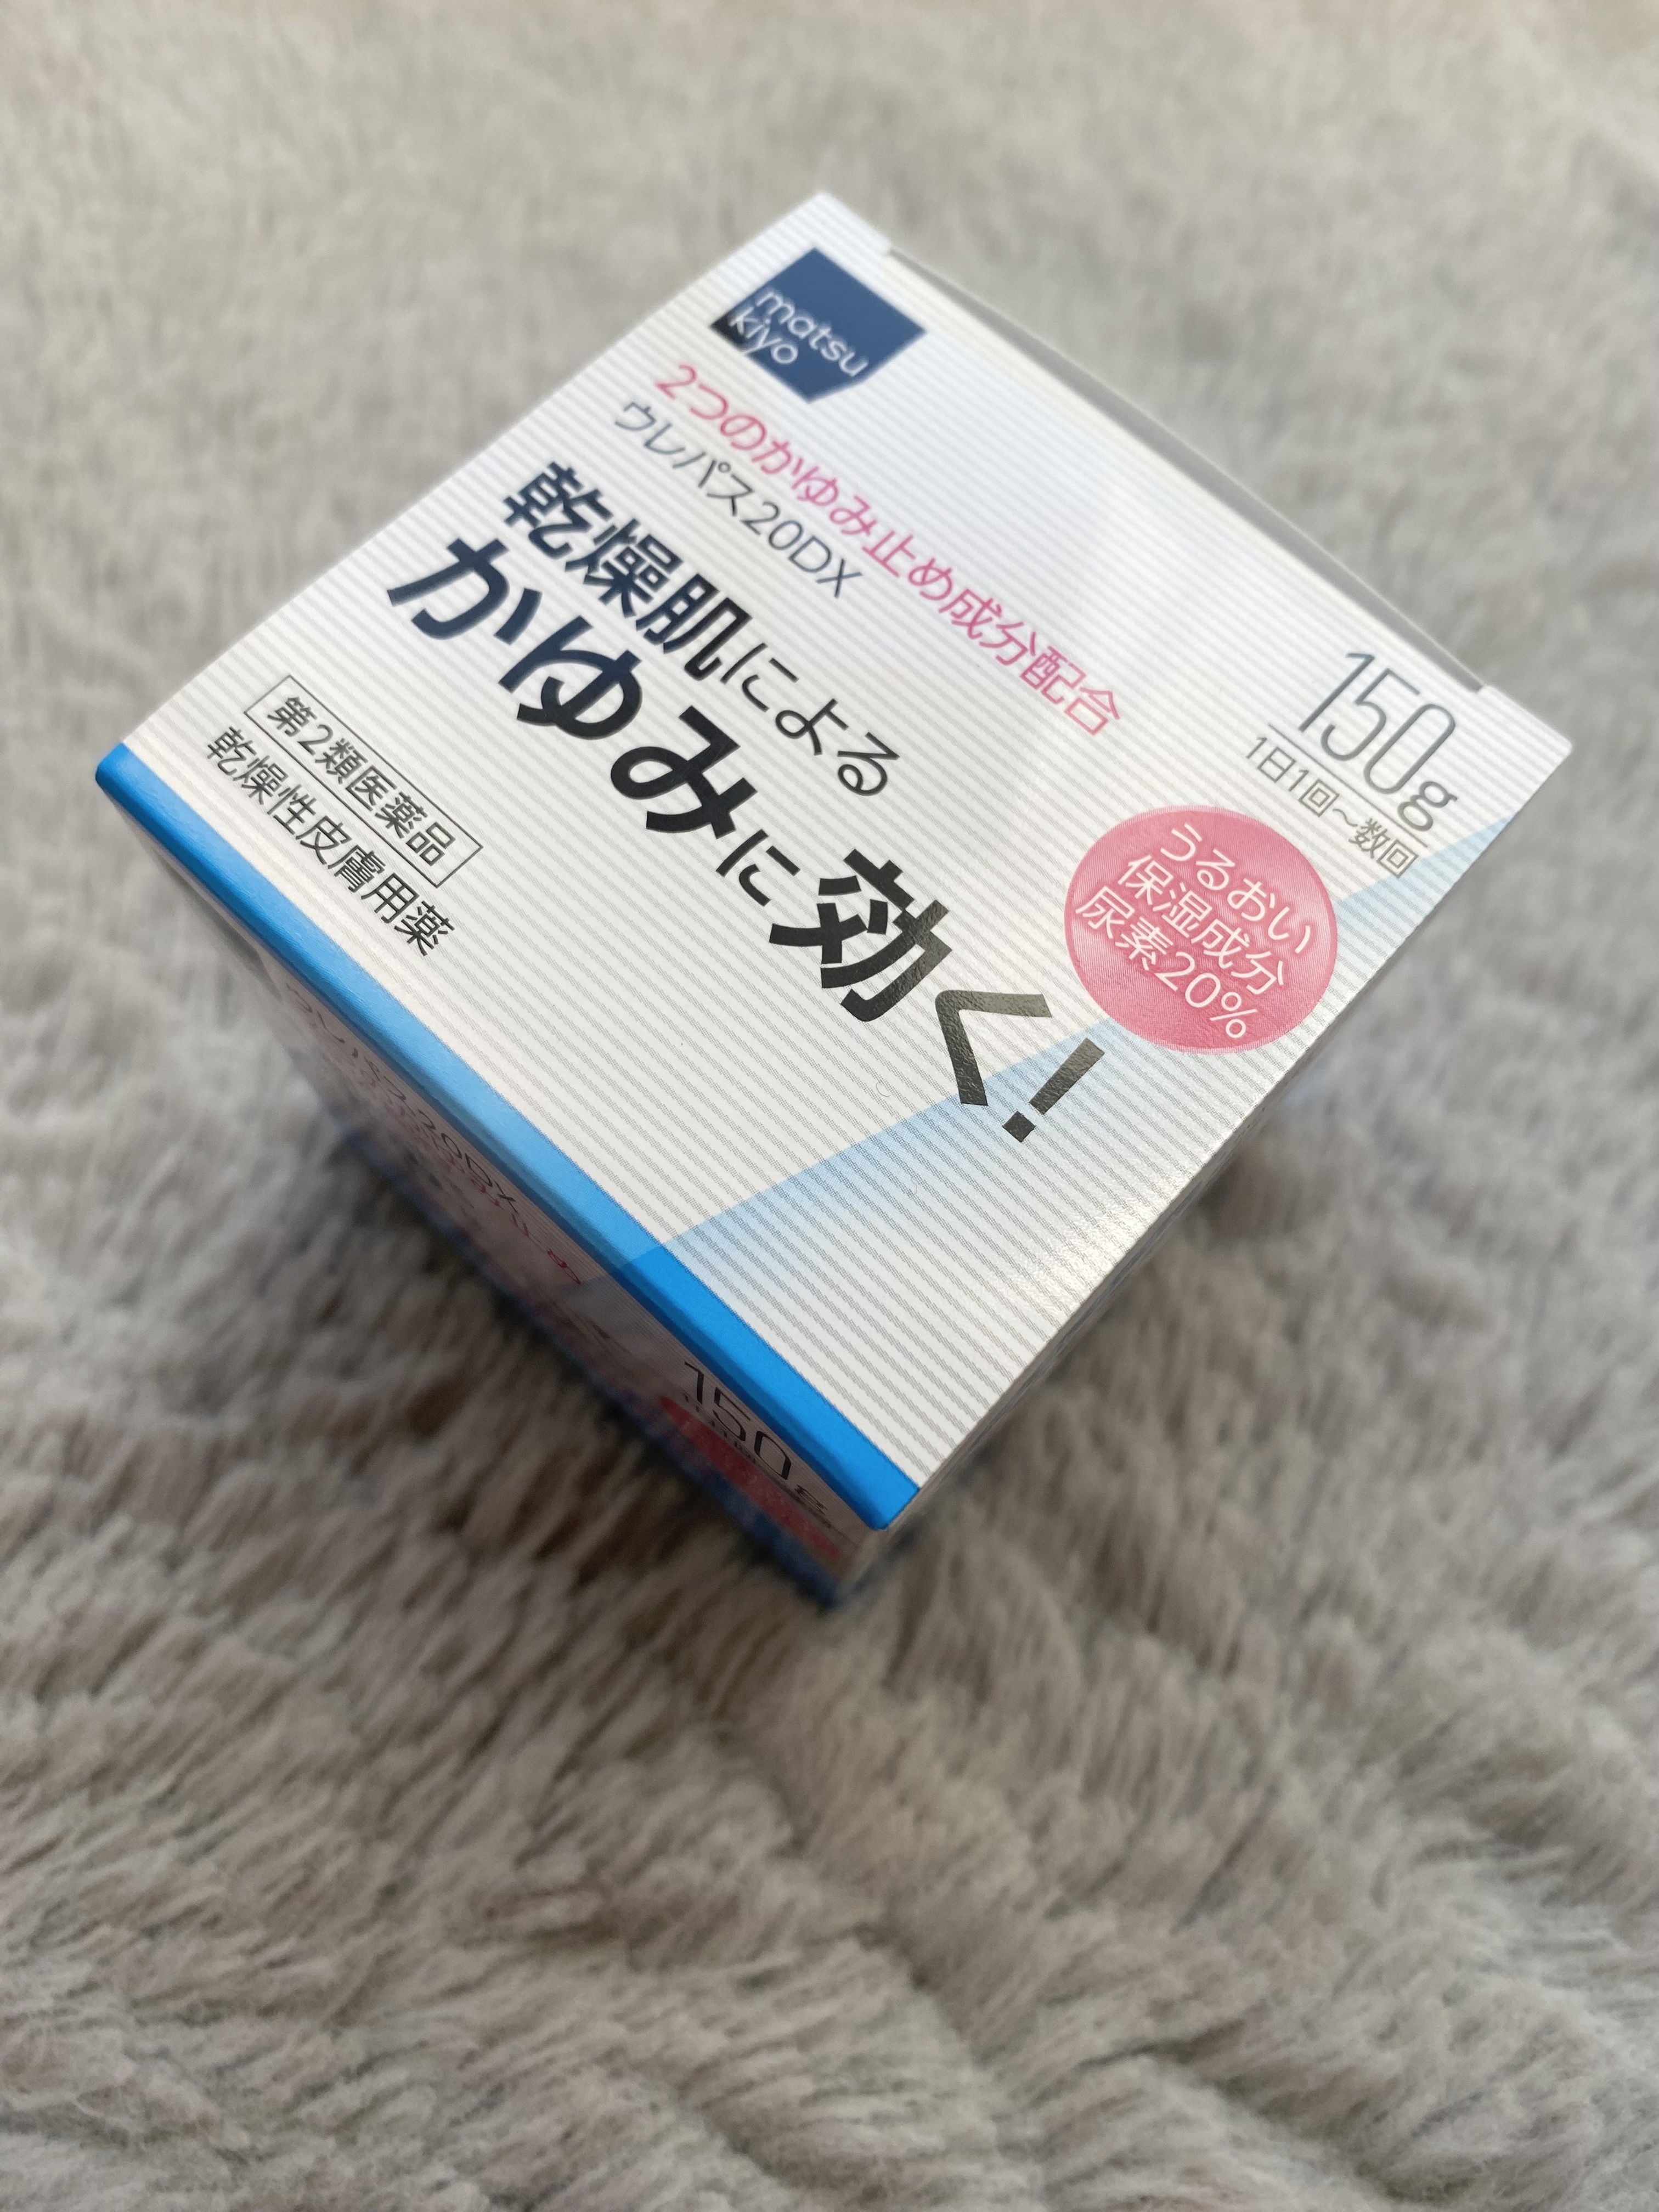 matsu
kiyo
2つのかゆみ止め成分配合
ウレパス20DX
乾燥肌による
かゆみに効く!
第2類医薬品
乾燥性皮膚用薬
150g
1日1回～数回
うるおい
保湿成分
尿素20%
20DX
150g